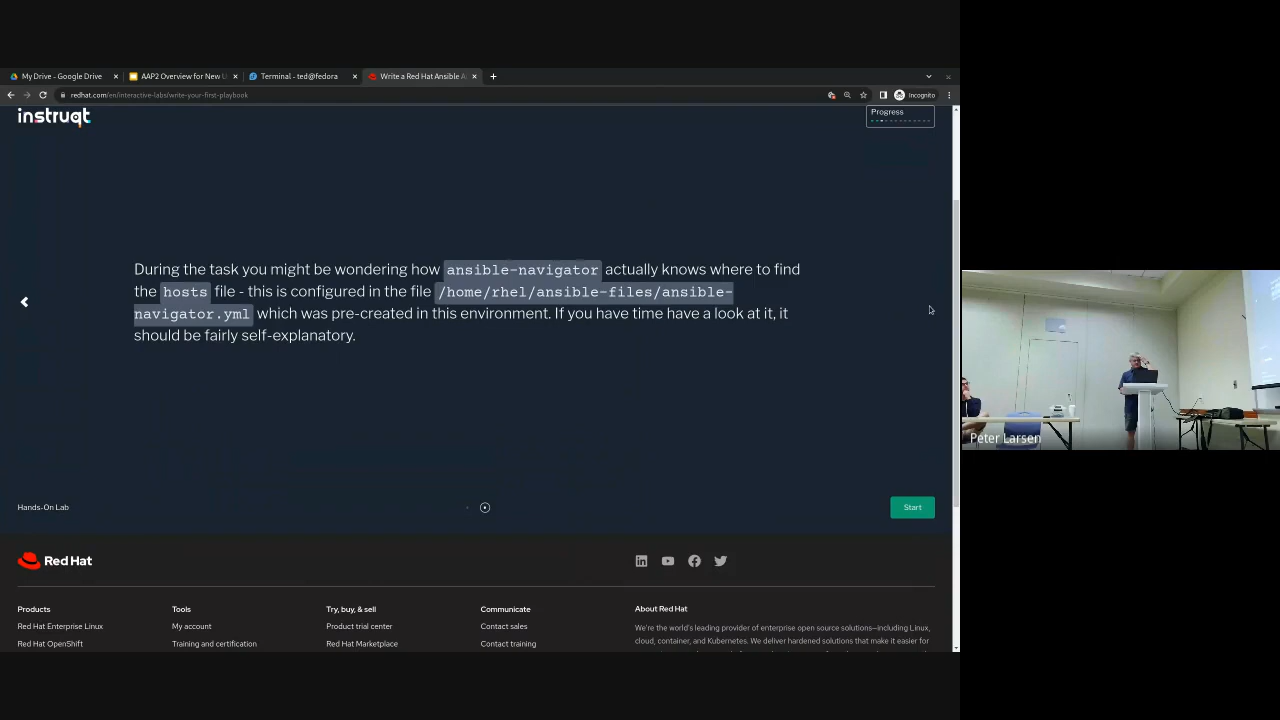 My Drive - Google Drive
AAP2 Overview for New U
Terminal - ted@fedora
Write a Red Hat Ansible A
redhat.com/en/interactive-labs/write-your-first-playbook
Incognito
instruqt
Progress
During the task you might be wondering how ansible-navigator actually knows where to find
the hosts file - this is configured in the file /home/rhel/ansible-files/ansible-
navigator.yml which was pre-created in this environment. If you have time have a look at it, it
should be fairly self-explanatory.
Hands-On Lab
Start
Red Hat
Products
Tools
Try, buy, & sell
Communicate
About Red Hat
Red Hat Enterprise Linux
My account
Product trial center
Contact sales
We're the world's leading provider of enterprise open source solutions—including Linux,
Red Hat OpenShift
Training and certification
Red Hat Marketplace
Contact training
cloud, container, and Kubernetes. We deliver hardened solutions that make it easier for
Peter Larsen